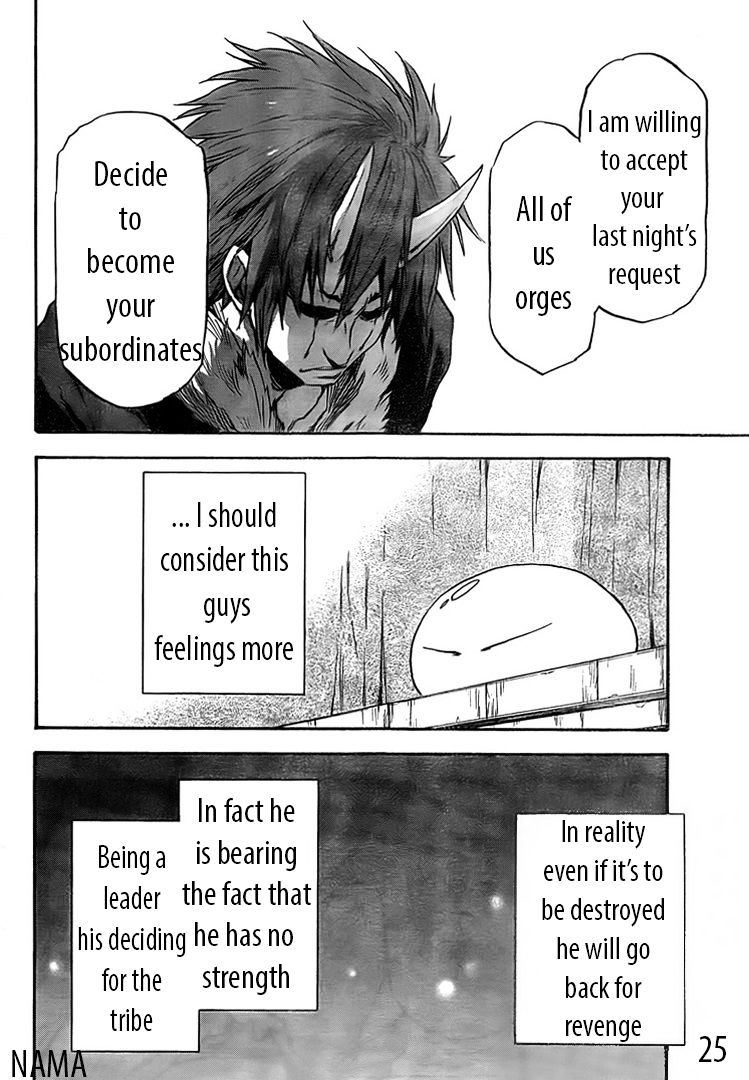 I am willing
to accept
your
last night's
request
All of
us
orges
Decide
to
become
your
subordinates
... I should
consider this
guys
feelings more
In reality
even if it's to
be destroyed
he will go
back for
revenge
In fact he
is bearing
the fact that
he has no
strength
Being a
leader
his deciding
for the
tribe
25
NAMA